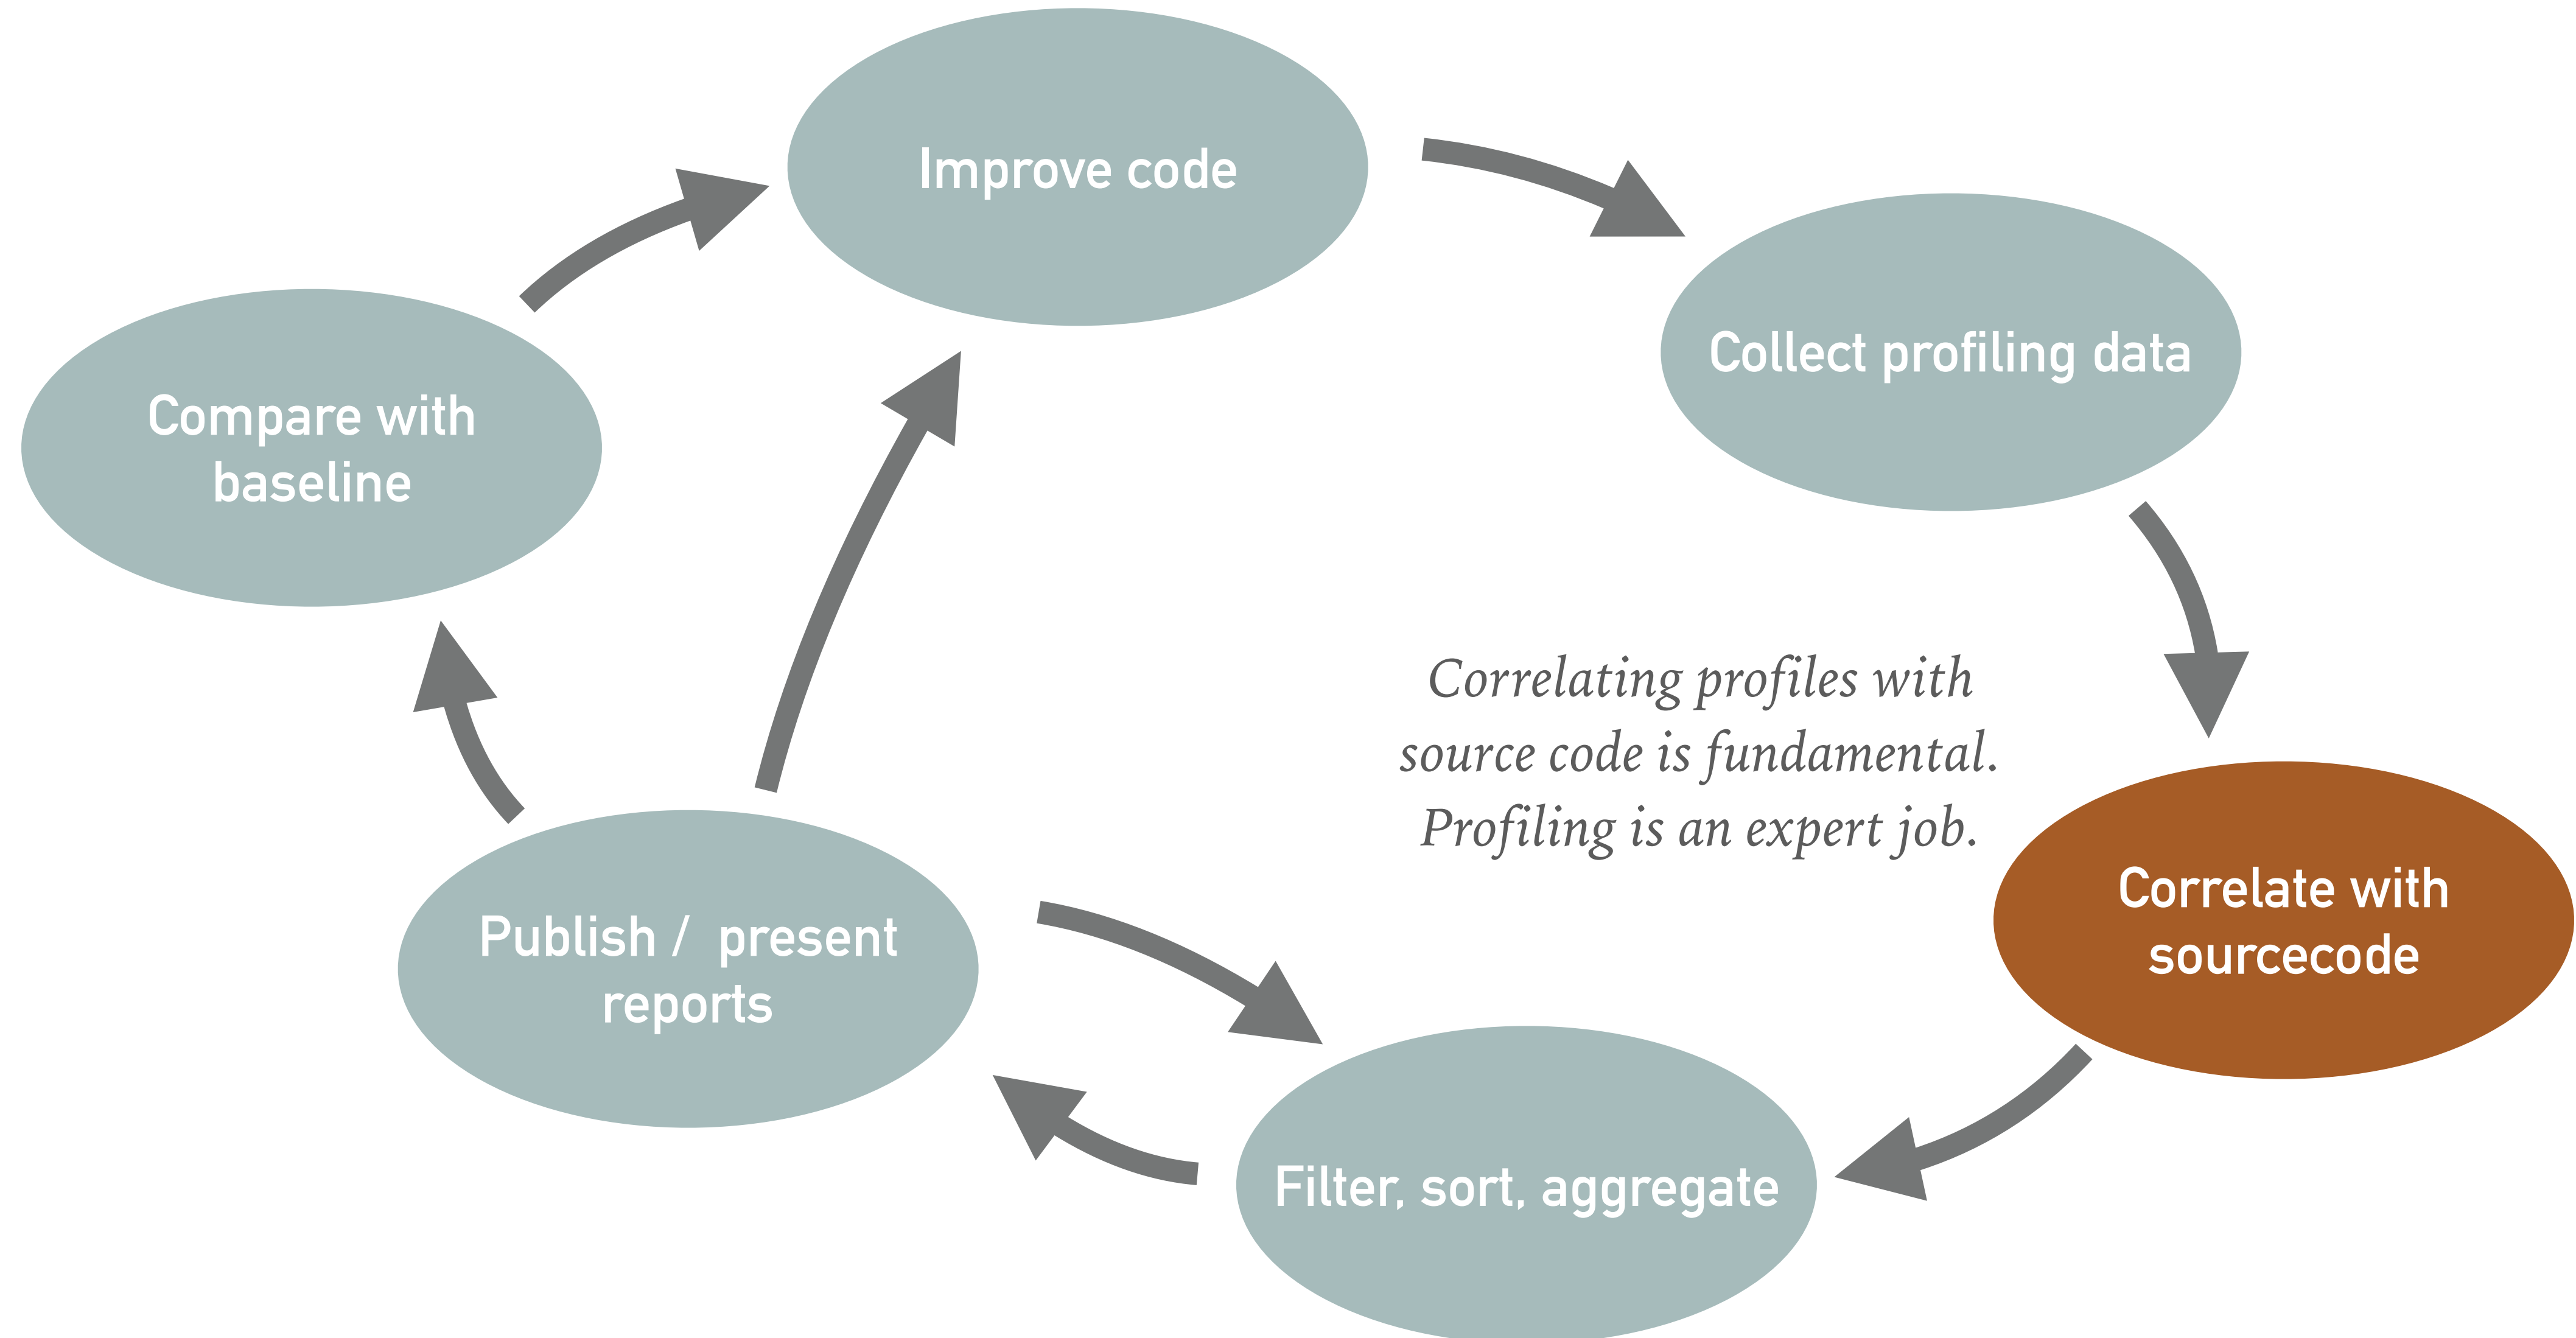 Improve code
Collect profiling data
Compare with
baseline
Correlating profiles with
source code is fundamental.
Profiling is an expert job.
Correlate with
sourcecode
Publish /  present
reports
Filter, sort, aggregate